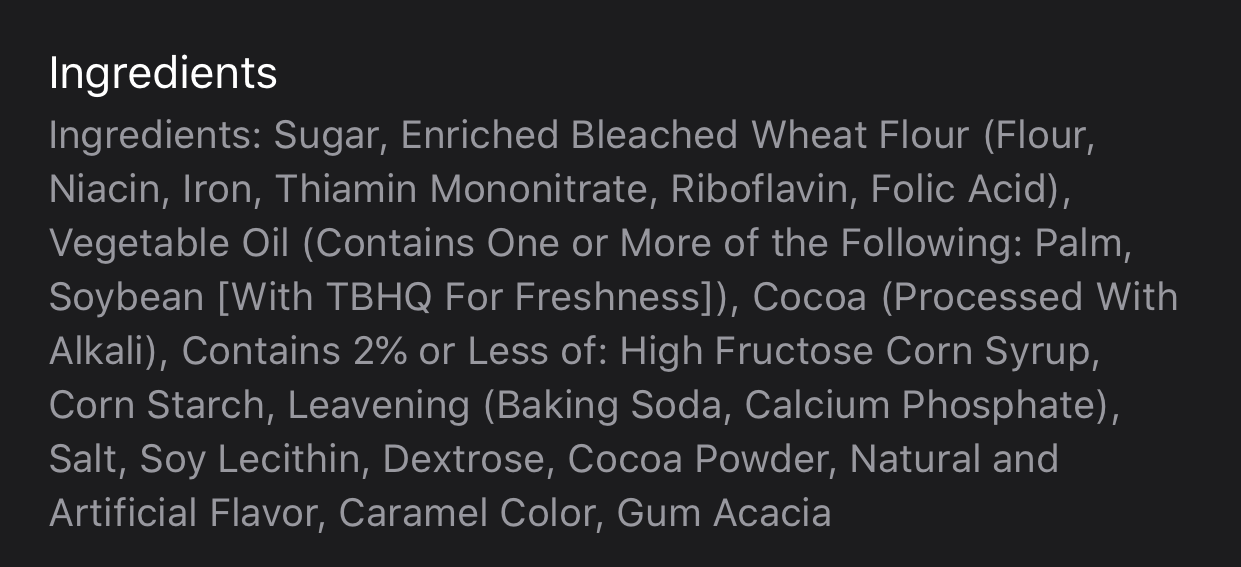 Ingredients
Ingredients: Sugar, Enriched Bleached Wheat Flour (Flour,
Niacin, Iron, Thiamin Mononitrate, Riboflavin, Folic Acid),
Vegetable Oil (Contains One or More of the Following: Palm,
Soybean [With TBHQ For Freshness]), Cocoa (Processed With
Alkali), Contains 2% or Less of: High Fructose Corn Syrup,
Corn Starch, Leavening (Baking Soda, Calcium Phosphate),
Salt, Soy Lecithin, Dextrose, Cocoa Powder, Natural and
Artificial Flavor, Caramel Color, Gum Acacia